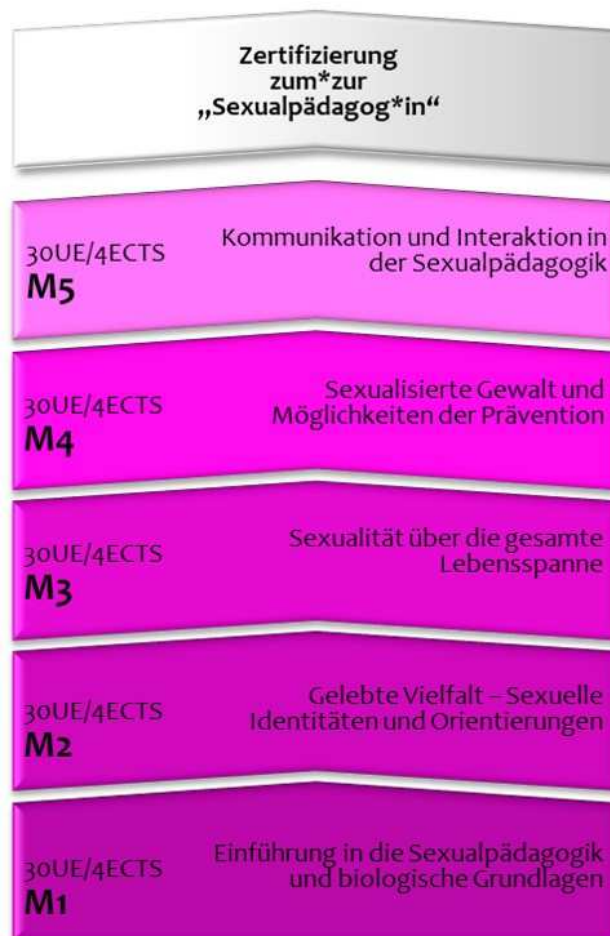 Zertifizierung
zum*zur
„Sexualpädagog*in“
30UE/4ECTS
M5
Kommunikation und Interaktion in
der Sexualpädagogik
30UE/4ECTS
M4
Sexualisierte Gewalt und
Möglichkeiten der Prävention
30UE/4ECTS
M3
Sexualität über die gesamte
Lebensspanne
30UE/4ECTS
M2
Gelebte Vielfalt – Sexuelle
Identitäten und Orientierungen
30UE/4ECTS
M1
Einführung in die Sexualpädagogik
und biologische Grundlagen